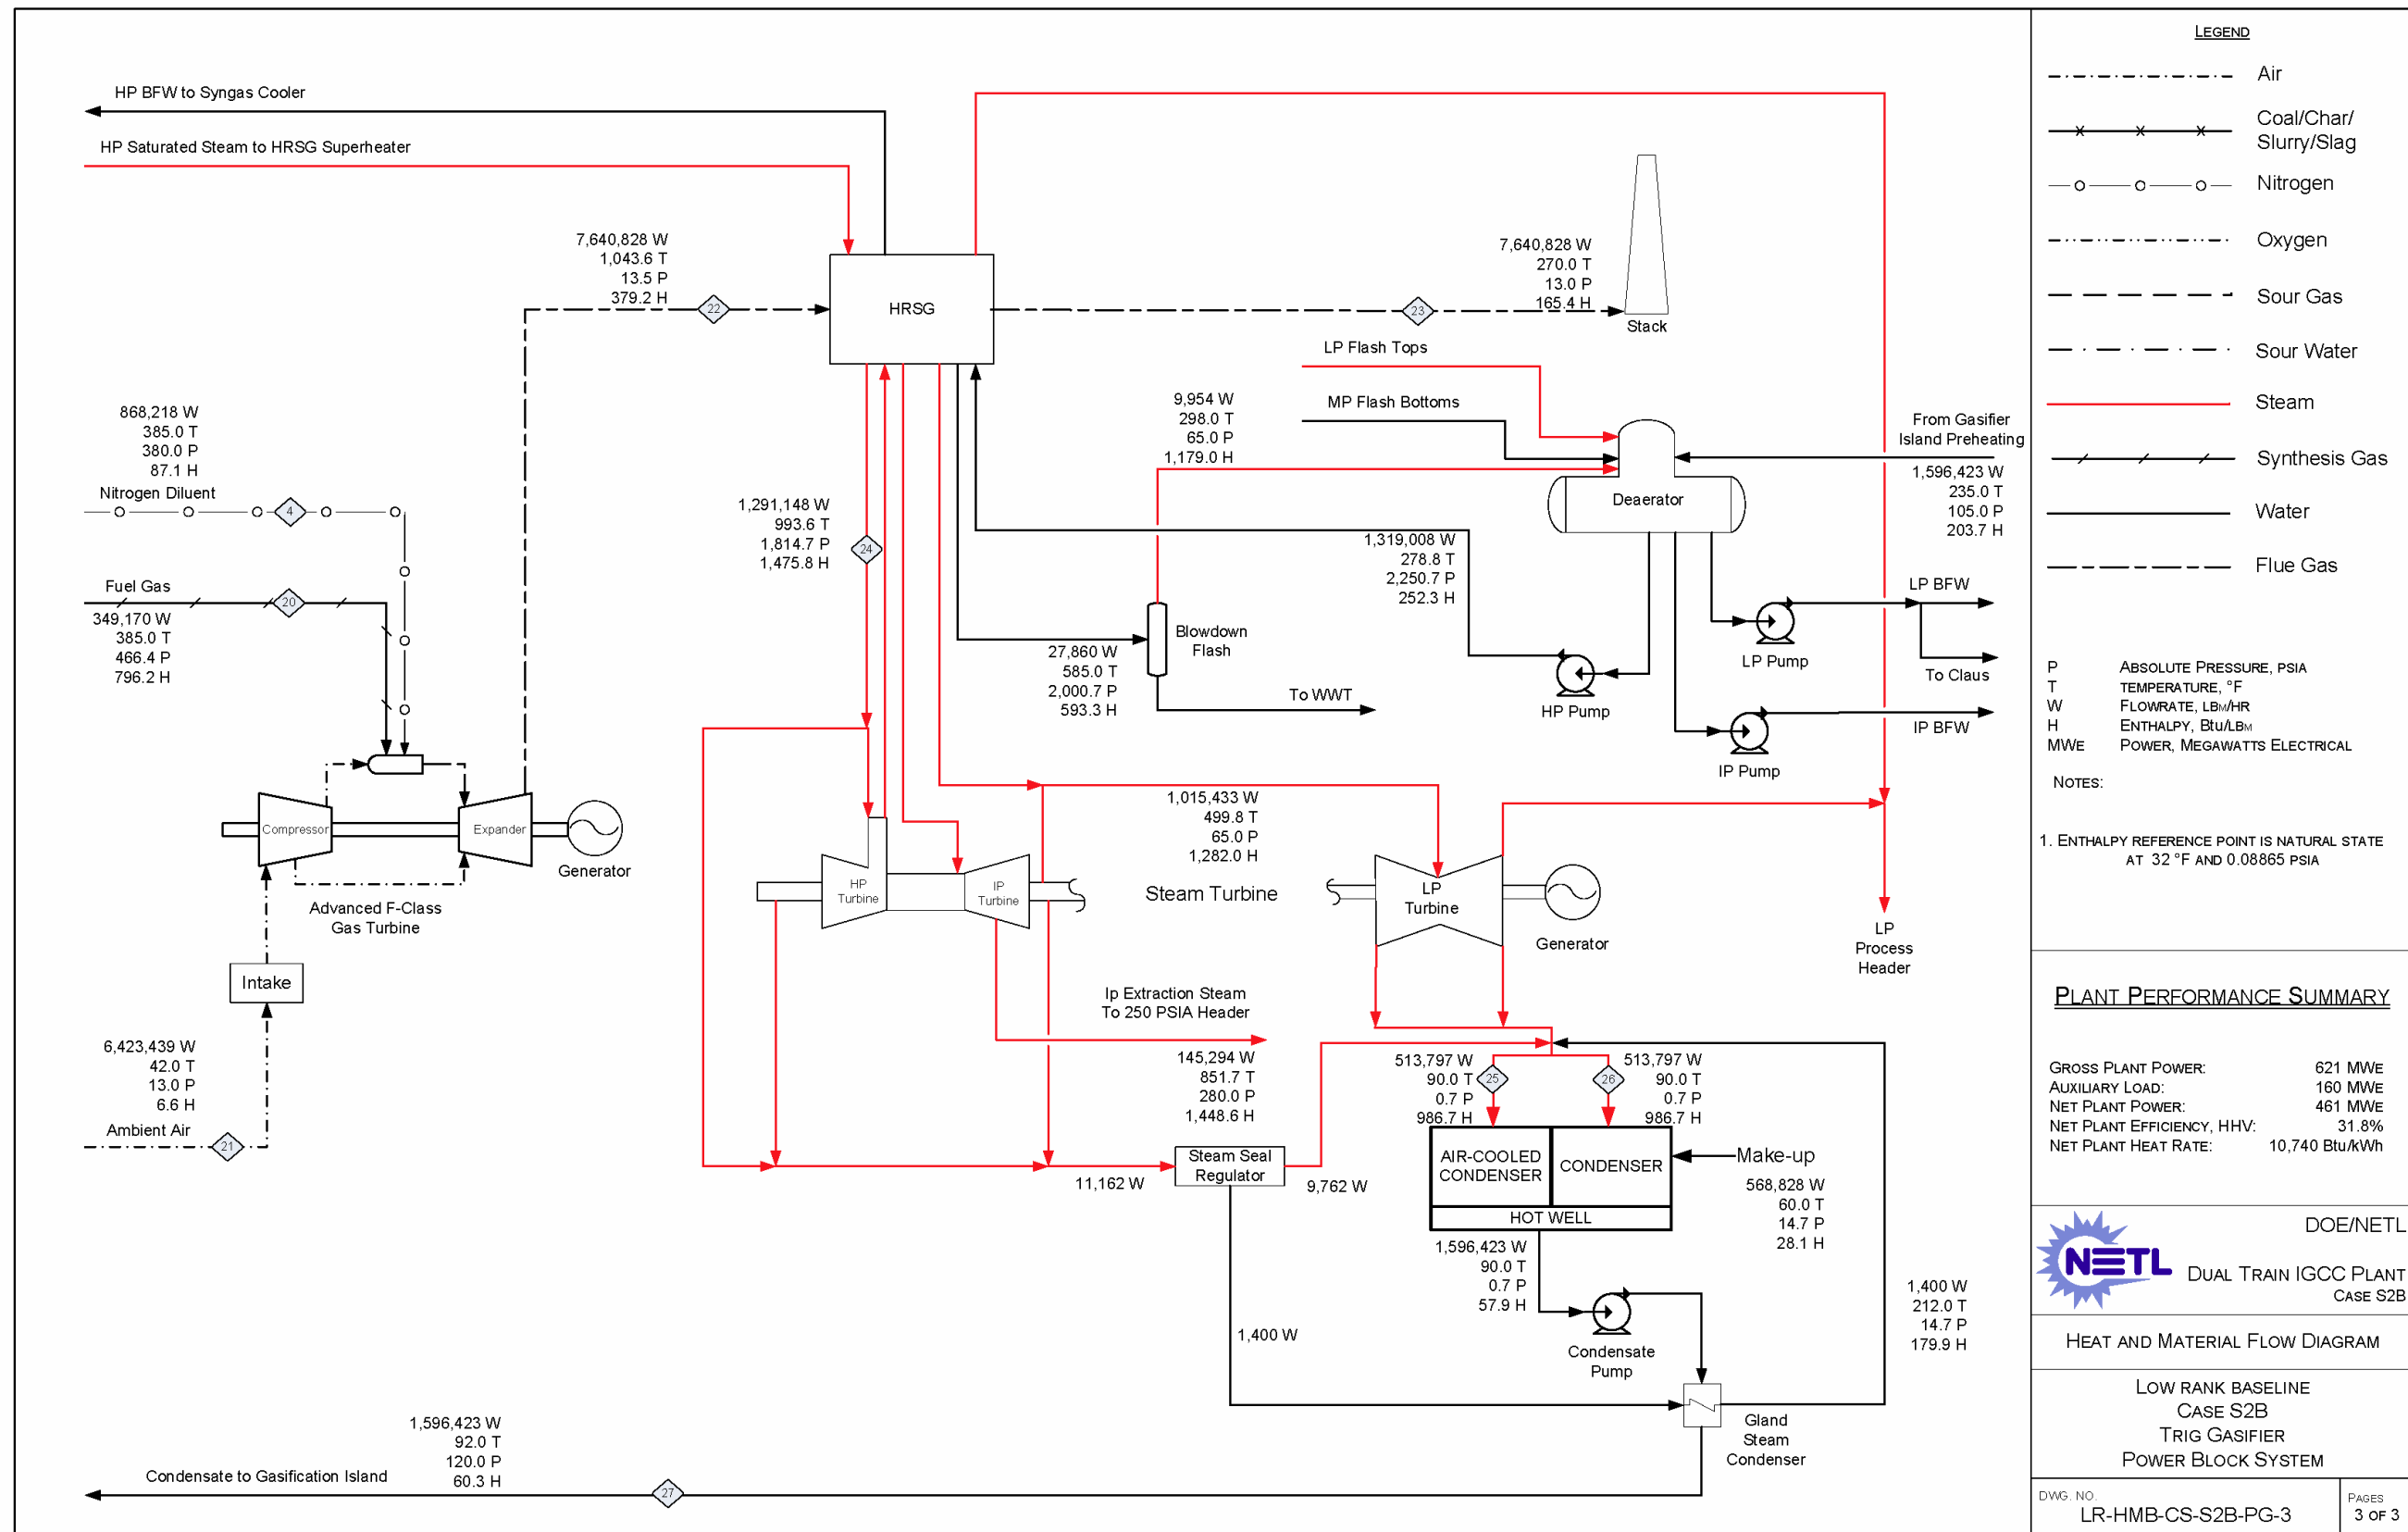 HP BFW to Syngas Cooler
HP Saturated Steam to HRSG Superheater
7,640,828 W
1,043.6 T
13.5 P
379.2 H
22
HRSG
7,640,828 W
270.0 T
13.0 P
165.4 H
23
Stack
868,218 W
385.0 T
380.0 P
87.1 H
Nitrogen Diluent
4
Fuel Gas
20
349,170 W
385.0 T
466.4 P
796.2 H
1,291,148 W
993.6 T
1,814.7 P
1,475.8 H
24
LP Flash Tops
MP Flash Bottoms
9,954 W
298.0 T
65.0 P
1,179.0 H
Deaerator
From Gasifier
Island Preheating
1,596,423 W
235.0 T
105.0 P
203.7 H
1,319,008 W
278.8 T
2,250.7 P
252.3 H
Blowdown
Flash
27,860 W
585.0 T
2,000.7 P
593.3 H
To WWT
HP Pump
LP Pump
LP BFW
To Claus
IP Pump
IP BFW
Compressor
Expander
Generator
Advanced F-Class
Gas Turbine
Intake
6,423,439 W
42.0 T
13.0 P
6.6 H
Ambient Air
21
HP
Turbine
IP
Turbine
1,015,433 W
499.8 T
65.0 P
1,282.0 H
Steam Turbine
LP
Turbine
Generator
LP
Process
Header
Ip Extraction Steam
To 250 PSIA Header
145,294 W
851.7 T
280.0 P
1,448.6 H
Steam Seal
Regulator
11,162 W
9,762 W
1,400 W
513,797 W
90.0 T
0.7 P
986.7 H
25
26
513,797 W
90.0 T
0.7 P
986.7 H
AIR-COOLED
CONDENSER
CONDENSER
HOT WELL
Make-up
568,828 W
60.0 T
14.7 P
28.1 H
1,596,423 W
90.0 T
0.7 P
57.9 H
Condensate
Pump
1,400 W
212.0 T
14.7 P
179.9 H
Gland
Steam
Condenser
1,596,423 W
92.0 T
120.0 P
60.3 H
Condensate to Gasification Island
27
LEGEND
Air
Coal/Char/
Slurry/Slag
Nitrogen
Oxygen
Sour Gas
Sour Water
Steam
Synthesis Gas
Water
Flue Gas
P ABSOLUTE PRESSURE, PSIA
T TEMPERATURE, °F
W FLOWRATE, LBM/HR
H ENTHALPY, Btu/LBM
MWE POWER, MEGAWATTS ELECTRICAL
NOTES:
1. ENTHALPY REFERENCE POINT IS NATURAL STATE
AT 32 °F AND 0.08865 PSIA
PLANT PERFORMANCE SUMMARY
GROSS PLANT POWER: 621 MWE
AUXILIARY LOAD: 160 MWE
NET PLANT POWER: 461 MWE
NET PLANT EFFICIENCY, HHV: 31.8%
NET PLANT HEAT RATE: 10,740 Btu/kWh
NETL
DOE/NETL
DUAL TRAIN IGCC PLANT
CASE S2B
HEAT AND MATERIAL FLOW DIAGRAM
LOW RANK BASELINE
CASE S2B
TRIG GASIFIER
POWER BLOCK SYSTEM
DWG. NO.
LR-HMB-CS-S2B-PG-3
PAGES
3 OF 3